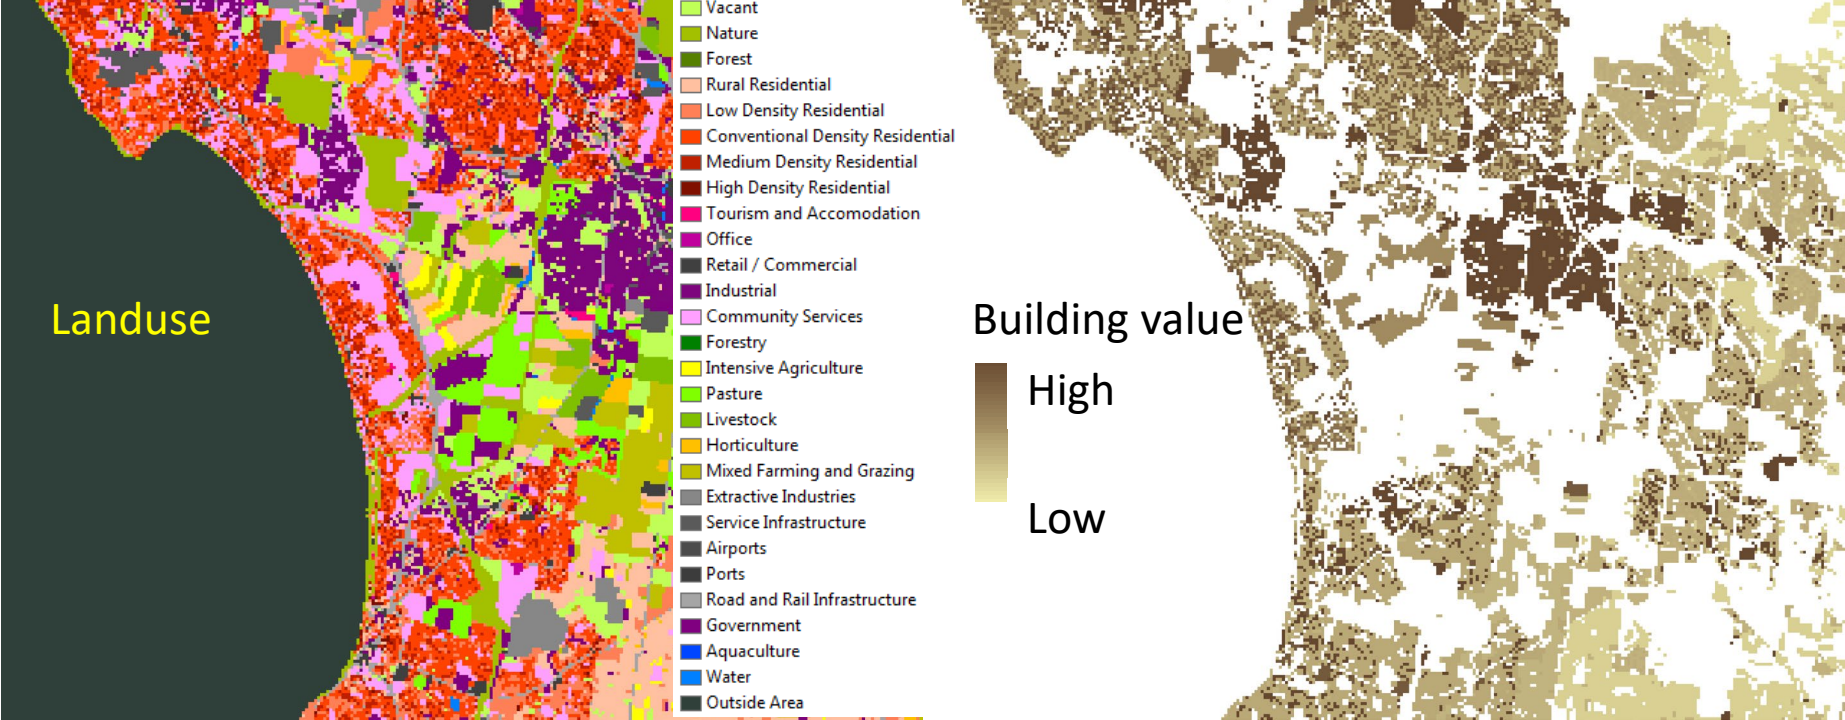 Landuse
Vacant
Nature
Forest
Rural Residential
Low Density Residential
Conventional Density Residential
Medium Density Residential
High Density Residential
Tourism and Accomodation
Office
Retail / Commercial
Industrial
Community Services
Forestry
Intensive Agriculture
Pasture
Livestock
Horticulture
Mixed Farming and Grazing
Extractive Industries
Service Infrastructure
Airports
Ports
Road and Rail Infrastructure
Government
Aquaculture
Water
Outside Area
Building value
High
Low